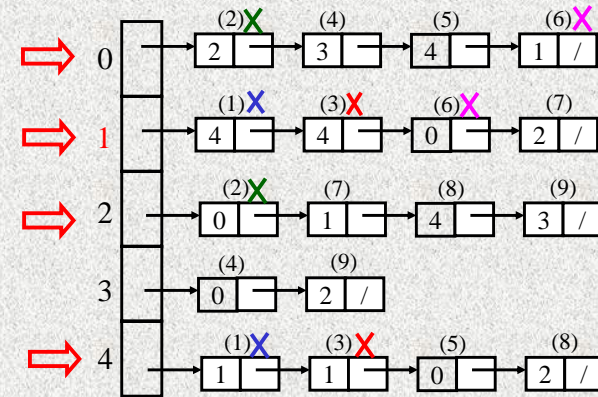 (2) (4) (5) (6)
0 2 3 4 1 /
(1) (3) (6) (7)
1 4 4 0 2 /
(2) (7) (8) (9)
2 0 1 4 3 /
(4) (9)
3 0 2 /
(1) (3) (5) (8)
4 1 1 0 2 /